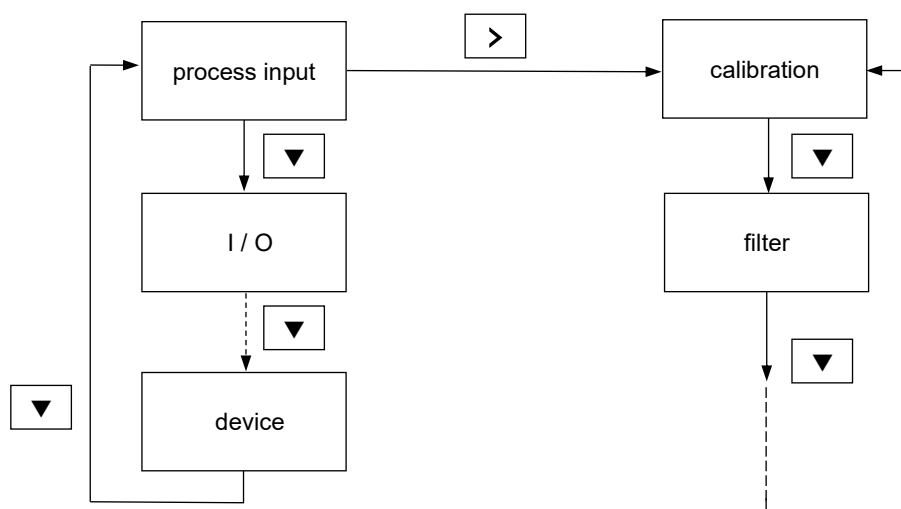 >
process input
calibration
▼
▼
I / O
filter
▼
▼
▼
device